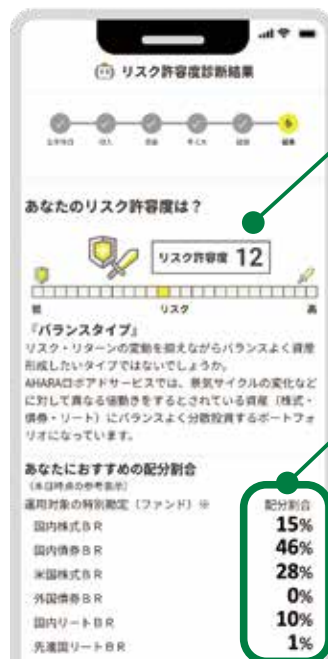 リスク許容度診断結果
6
結果
あなたのリスク許容度は？
リスク許容度 12
低 リスク 高
『バランスタイプ』
リスク・リターンの変動を抑えながらバランスよく資産
形成したいタイプではないでしょうか。
AHARAロボアドサービスでは、景気サイクルの変化など
に対して異なる値動きをするとされている資産（株式・
債券・リート）にバランスよく分散投資するポートフォ
リオになっています。
あなたにおすすめの配分割合
（本日時点の参考表示）
運用対象の特別勘定（ファンド）※ 配分割合
国内株式ＢＲ 15%
国内債券ＢＲ 46%
米国株式ＢＲ 28%
外国債券ＢＲ 0%
国内リートＢＲ 10%
先進国リートＢＲ 1%